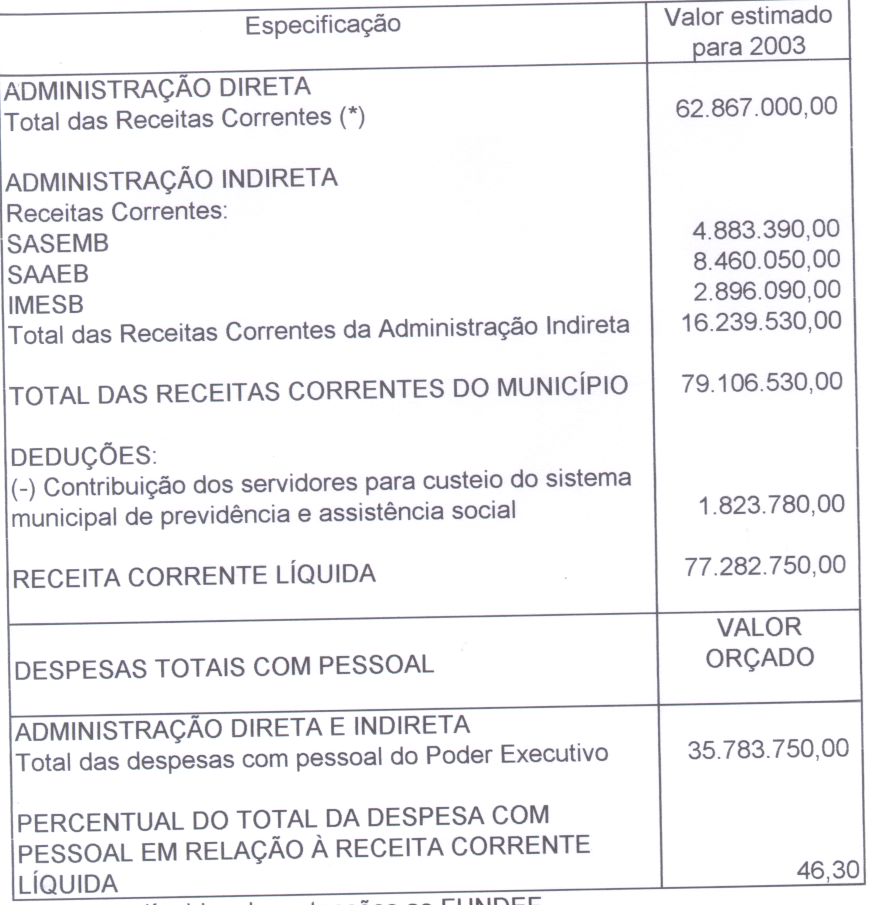 Especificação
Valor estimado
para 2003
ADMINISTRAÇÃO DIRETA
Total das Receitas Correntes (*) 62.867.000,00
ADMINISTRAÇÃO INDIRETA
Receitas Correntes:
SASEMB 4.883.390,00
SAAEB 8.460.050,00
IMESB 2.896.090,00
Total das Receitas Correntes da Administração Indireta 16.239.530,00
TOTAL DAS RECEITAS CORRENTES DO MUNICÍPIO 79.106.530,00
DEDUÇÕES:
(-) Contribuição dos servidores para custeio do sistema
municipal de previdência e assistência social 1.823.780,00
RECEITA CORRENTE LÍQUIDA 77.282.750,00
DESPESAS TOTAIS COM PESSOAL
VALOR
ORÇADO
ADMINISTRAÇÃO DIRETA E INDIRETA
Total das despesas com pessoal do Poder Executivo 35.783.750,00
PERCENTUAL DO TOTAL DA DESPESA COM
PESSOAL EM RELAÇÃO À RECEITA CORRENTE
LÍQUIDA 46,30
ao FUNDEF